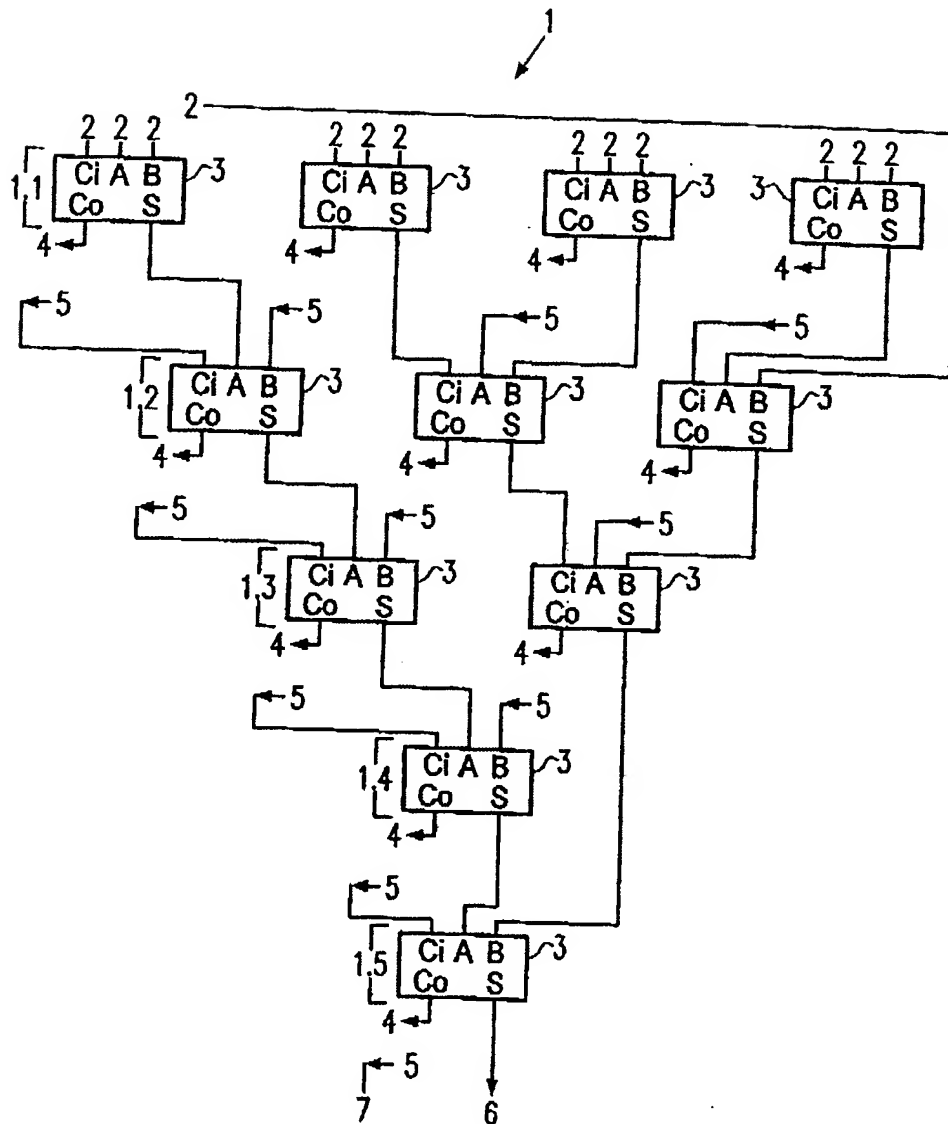 1
2
2 2 2 2 2 2 2 2 2 2 2 2
1.1 Ci A B 3 Ci A B 3 Ci A B 3 3 Ci A B
Co S Co S Co S Co S
4 4 4 4
5 5 5 5
1.2 Ci A B 3 Ci A B 3 Ci A B 3
Co S Co S Co S
4 4 4
5 5 5
1.3 Ci A B 3 Ci A B 3
Co S Co S
4 4
5 5
1.4 Ci A B 3
Co S
4
5
1.5 Ci A B 3
Co S
4
5
7 6